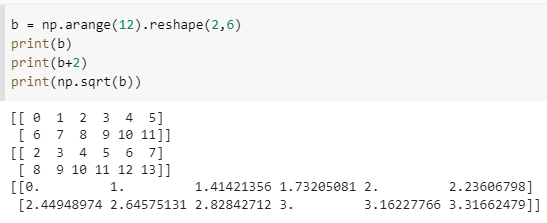 b = np.arange(12).reshape(2,6)
print(b)
print(b+2)
print(np.sqrt(b))
[[ 0  1  2  3  4  5]
 [ 6  7  8  9 10 11]]
[[ 2  3  4  5  6  7]
 [ 8  9 10 11 12 13]]
[[0.         1.         1.41421356 1.73205081 2.         2.23606798]
 [2.44948974 2.64575131 2.82842712 3.         3.16227766 3.31662479]]